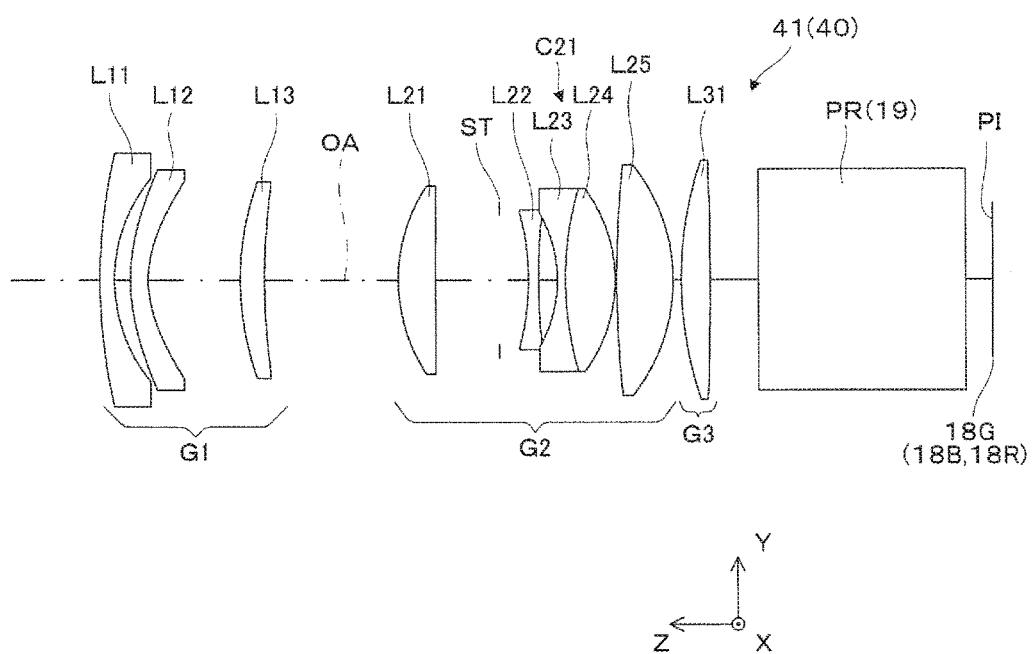 41(40)
C21
L25
L11
L12
L13
L21
L22
L24
L31
ST
L23
PR(19)
PI
OA
G1
G2
G3
18G
(18B,18R)
Y
Z
X